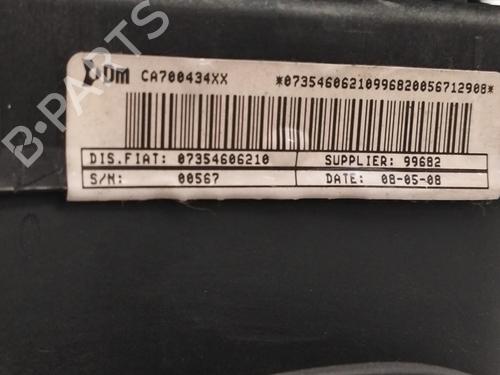 DM CA700434XX *07354606210996820056712908*
DIS.FIAT: 07354606210 SUPPLIER: 99682
S/N: 00567 DATE: 08-05-08
B-PARTS